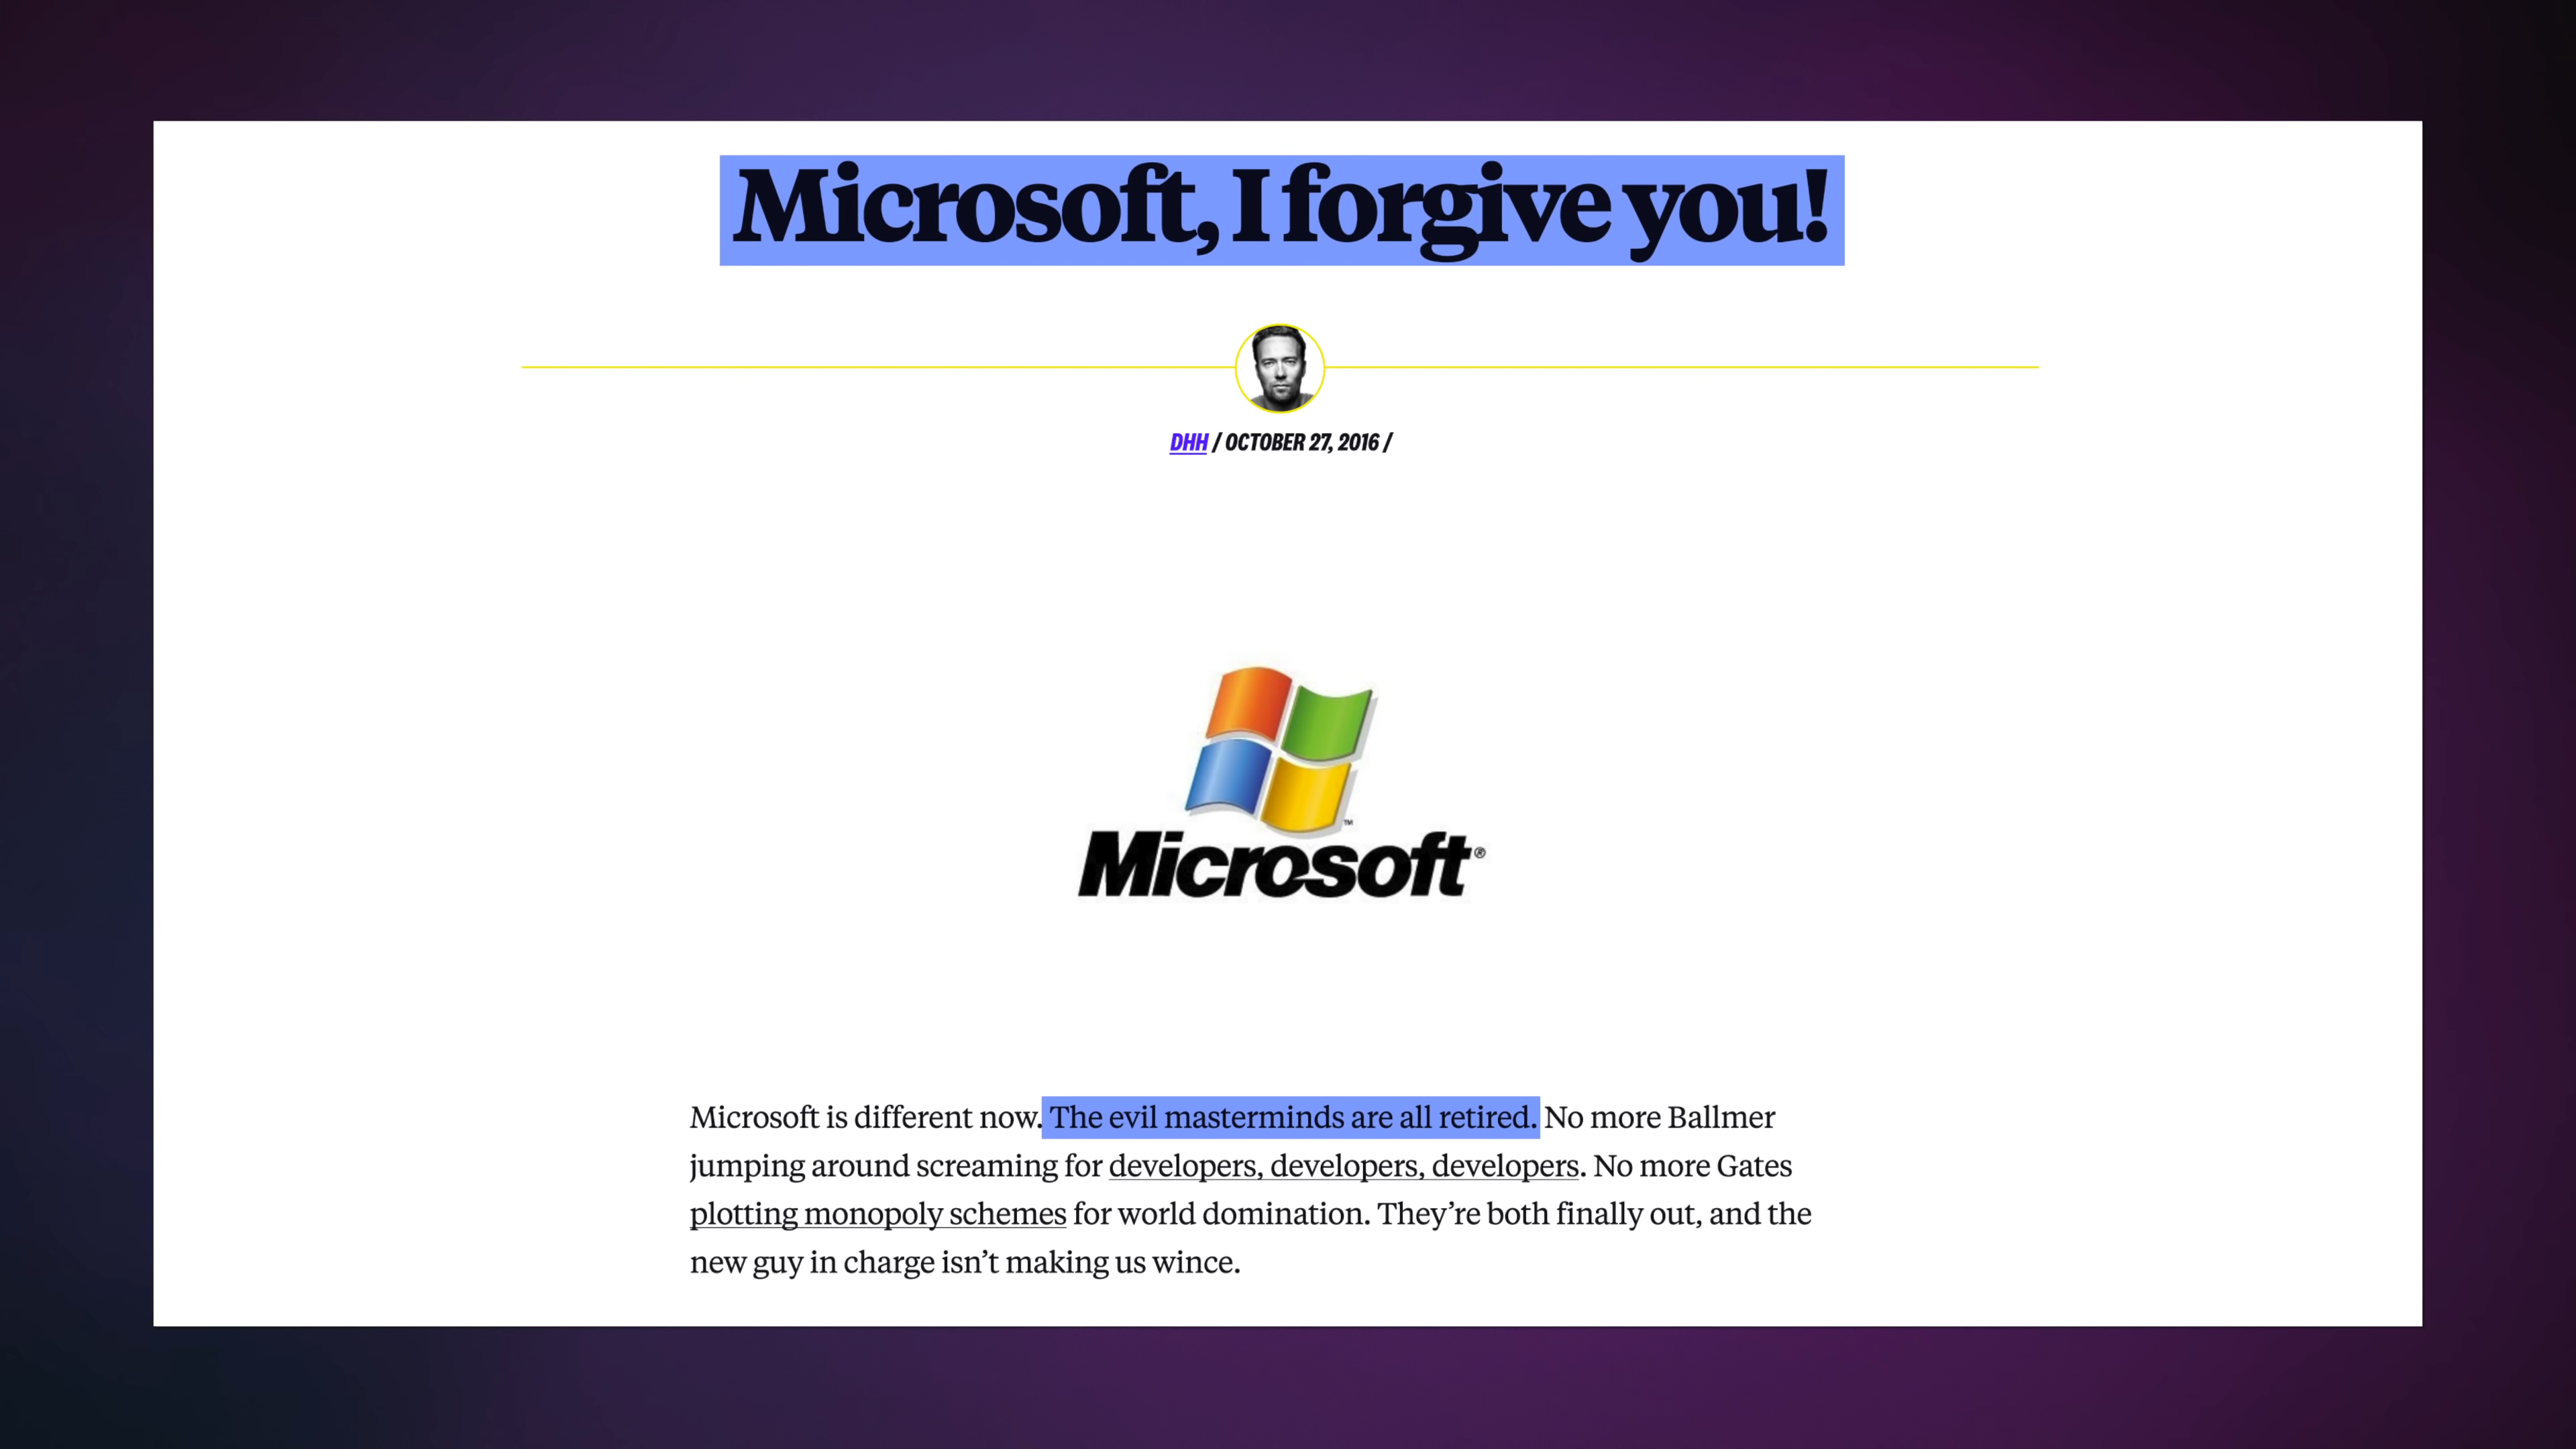 Microsoft, I forgive you!
DHH / OCTOBER 27, 2016 /
™
Microsoft®
Microsoft is different now. The evil masterminds are all retired. No more Ballmer
jumping around screaming for developers, developers, developers. No more Gates
plotting monopoly schemes for world domination. They’re both finally out, and the
new guy in charge isn’t making us wince.